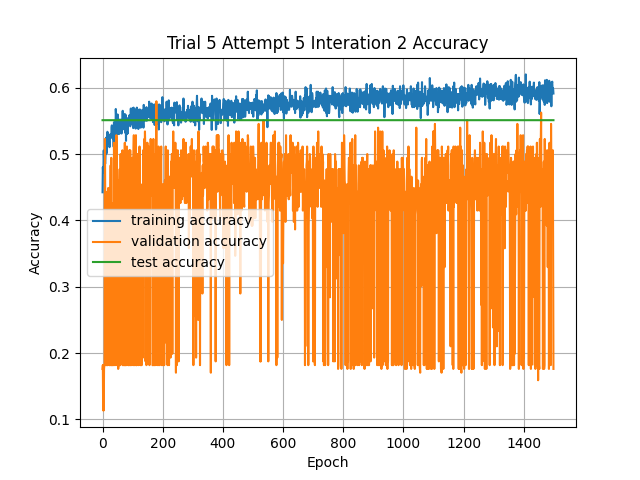 Trial 5 Attempt 5 Interation 2 Accuracy
0.6
0.5
0.4
0.3
0.2
0.1
Accuracy
training accuracy
validation accuracy
test accuracy
0 200 400 600 800 1000 1200 1400
Epoch